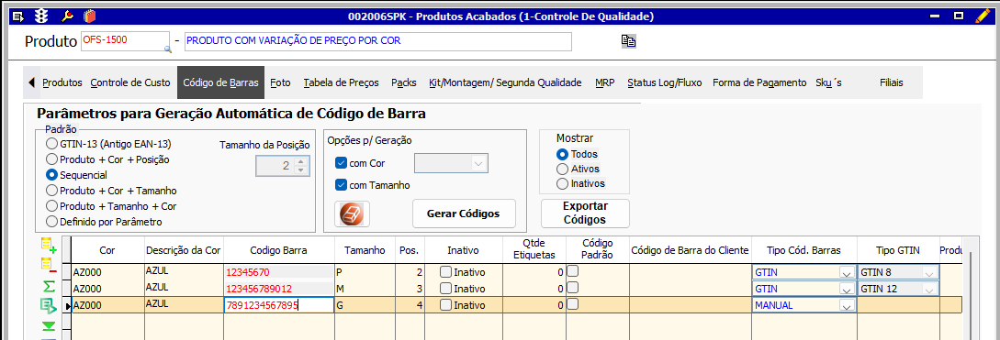 002006SPK - Produtos Acabados (1-Controle De Qualidade)
Produto OFS-1500 - PRODUTO COM VARIAÇÃO DE PREÇO POR COR
Produtos Controle de Custo Código de Barras Foto Tabela de Preços Packs Kit/Montagem/ Segunda Qualidade MRP Status Log/Fluxo Forma de Pagamento Sku´s Filiais
Parâmetros para Geração Automática de Código de Barra
Padrão
GTIN-13 (Antigo EAN-13)
Produto + Cor + Posição
Sequencial
Produto + Cor + Tamanho
Produto + Tamanho + Cor
Definido por Parâmetro
Tamanho da Posição
2
Opções p/ Geração
com Cor
com Tamanho
Gerar Códigos
Mostrar
Todos
Ativos
Inativos
Exportar
Códigos
Cor Descrição da Cor Codigo Barra Tamanho Pos. Inativo Qtde Etiquetas Código Padrão Código de Barra do Cliente Tipo Cód. Barras Tipo GTIN Produ
AZ000 AZUL 12345670 P 2 Inativo 0 GTIN GTIN 8
AZ000 AZUL 123456789012 M 3 Inativo 0 GTIN GTIN 12
AZ000 AZUL 7891234567895 G 4 Inativo 0 MANUAL